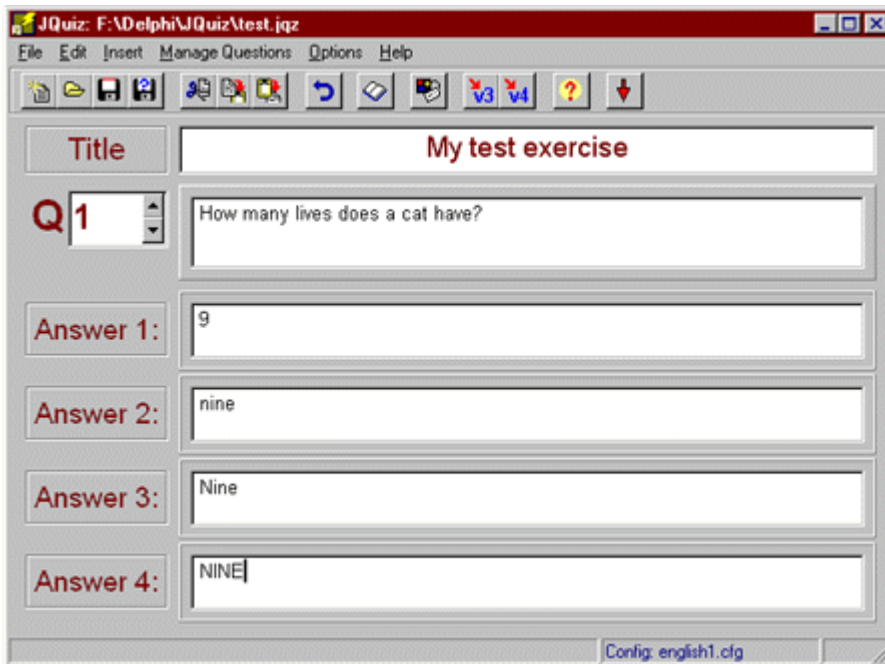 JQuiz: F:\Delphi\JQuiz\test.jqz
File Edit Insert Manage Questions Options Help
v3 v4 ?
Title My test exercise
Q 1 How many lives does a cat have?
Answer 1: 9
Answer 2: nine
Answer 3: Nine
Answer 4: NINE
Config: english1.cfg